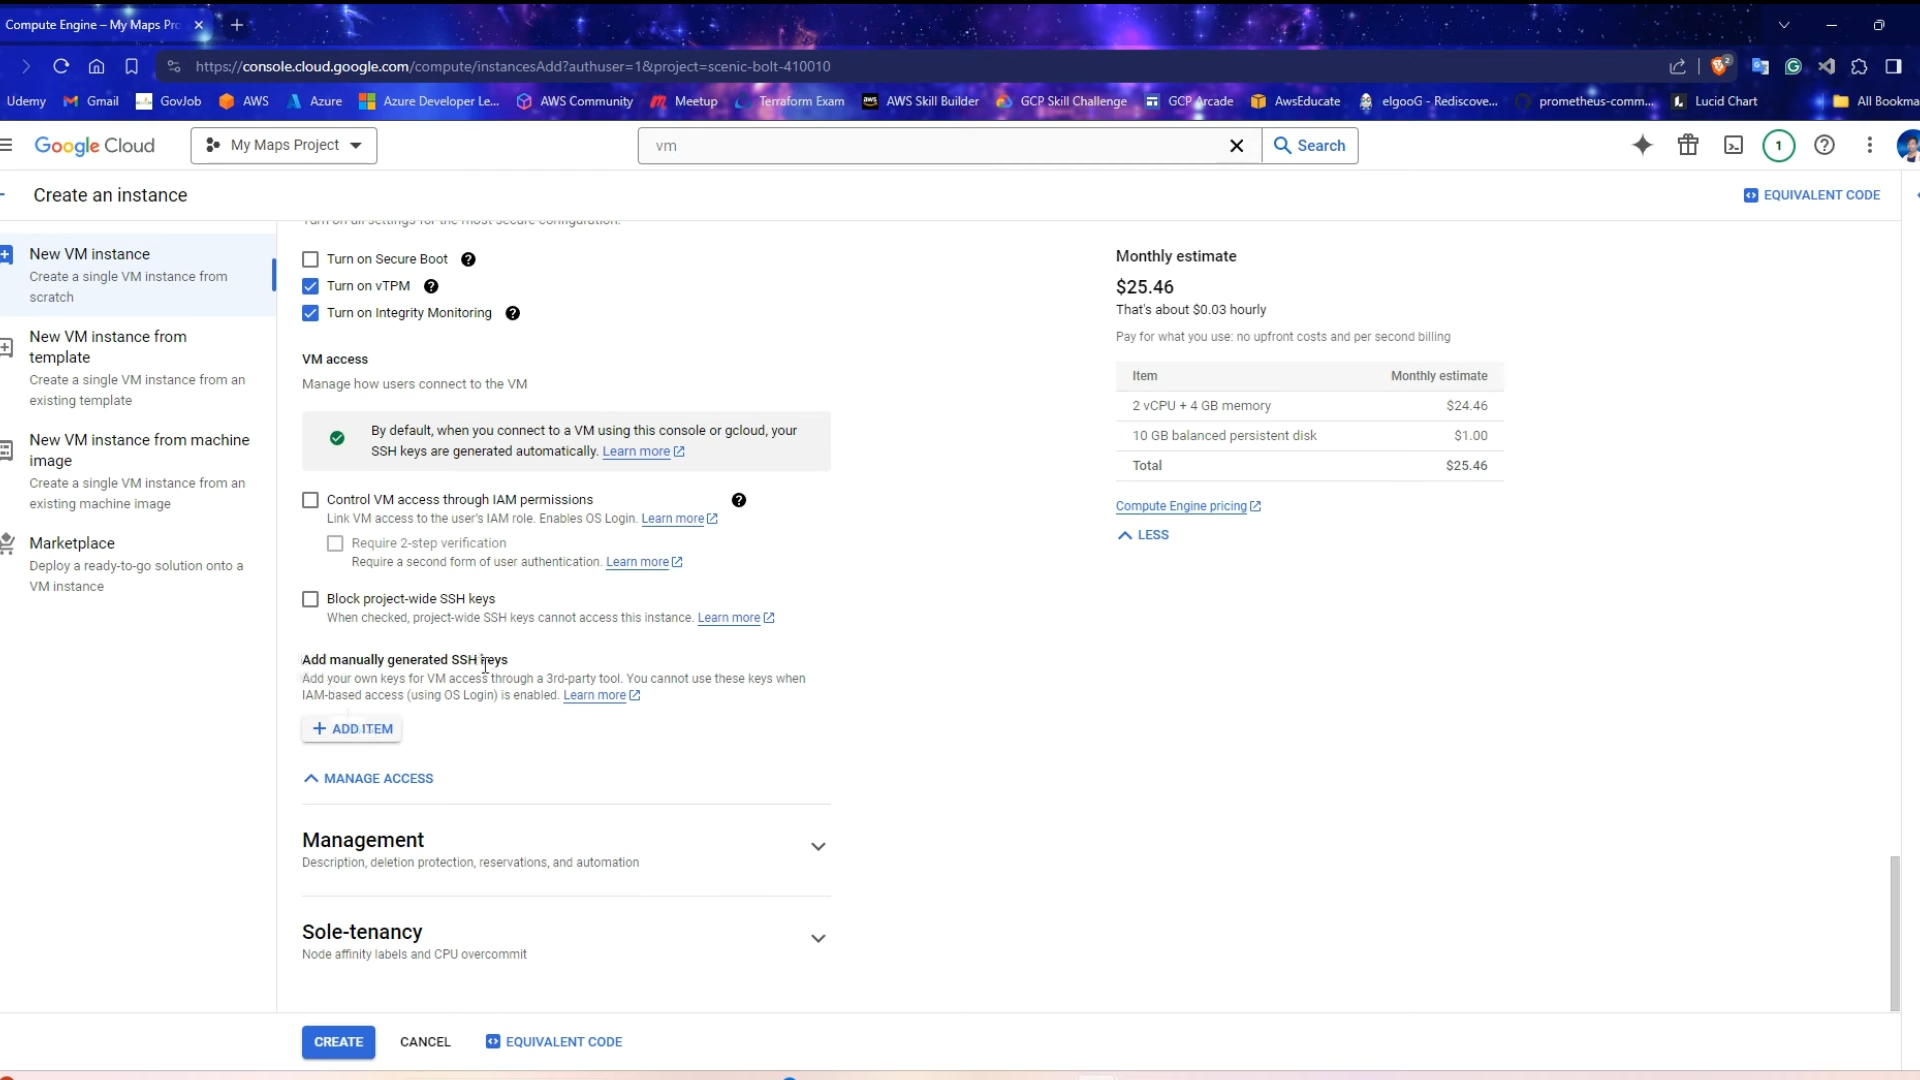 Compute Engine – My Maps Pr
https://console.cloud.google.com/compute/instancesAdd?authuser=1&project=scenic-bolt-410010
2
Udemy
Gmail
GovJob
AWS
Azure
Azure Developer Le...
AWS Community
Meetup
Terraform Exam
AWS Skill Builder
GCP Skill Challenge
GCP Arcade
AwsEducate
elgooG - Rediscove...
prometheus-comm...
Lucid Chart
All Bookma
Google Cloud
My Maps Project
vm
Search
1
Create an instance
EQUIVALENT CODE
New VM instance
Create a single VM instance from
scratch
New VM instance from
template
Create a single VM instance from an
existing template
New VM instance from machine
image
Create a single VM instance from an
existing machine image
Marketplace
Deploy a ready-to-go solution onto a
VM instance
Turn on all settings for the most secure configuration.
Turn on Secure Boot
Turn on vTPM
Turn on Integrity Monitoring
VM access
Manage how users connect to the VM
By default, when you connect to a VM using this console or gcloud, your
SSH keys are generated automatically. Learn more
Control VM access through IAM permissions
Link VM access to the user's IAM role. Enables OS Login. Learn more
Require 2-step verification
Require a second form of user authentication. Learn more
Block project-wide SSH keys
When checked, project-wide SSH keys cannot access this instance. Learn more
Add manually generated SSH keys
Add your own keys for VM access through a 3rd-party tool. You cannot use these keys when
IAM-based access (using OS Login) is enabled. Learn more
+ ADD ITEM
MANAGE ACCESS
Management
Description, deletion protection, reservations, and automation
Sole-tenancy
Node affinity labels and CPU overcommit
CREATE
CANCEL
EQUIVALENT CODE
Monthly estimate
$25.46
That's about $0.03 hourly
Pay for what you use: no upfront costs and per second billing
Item Monthly estimate
2 vCPU + 4 GB memory $24.46
10 GB balanced persistent disk $1.00
Total $25.46
Compute Engine pricing
LESS